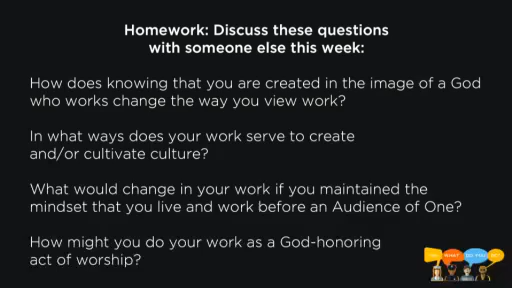 Homework: Discuss these questions
with someone else this week:
How does knowing that you are created in the image of a God
who works change the way you view work?
In what ways does your work serve to create
and/or cultivate culture?
What would change in your work if you maintained the
mindset that you live and work before an Audience of One?
How might you do your work as a God-honoring
act of worship?
WHAT DO YOU